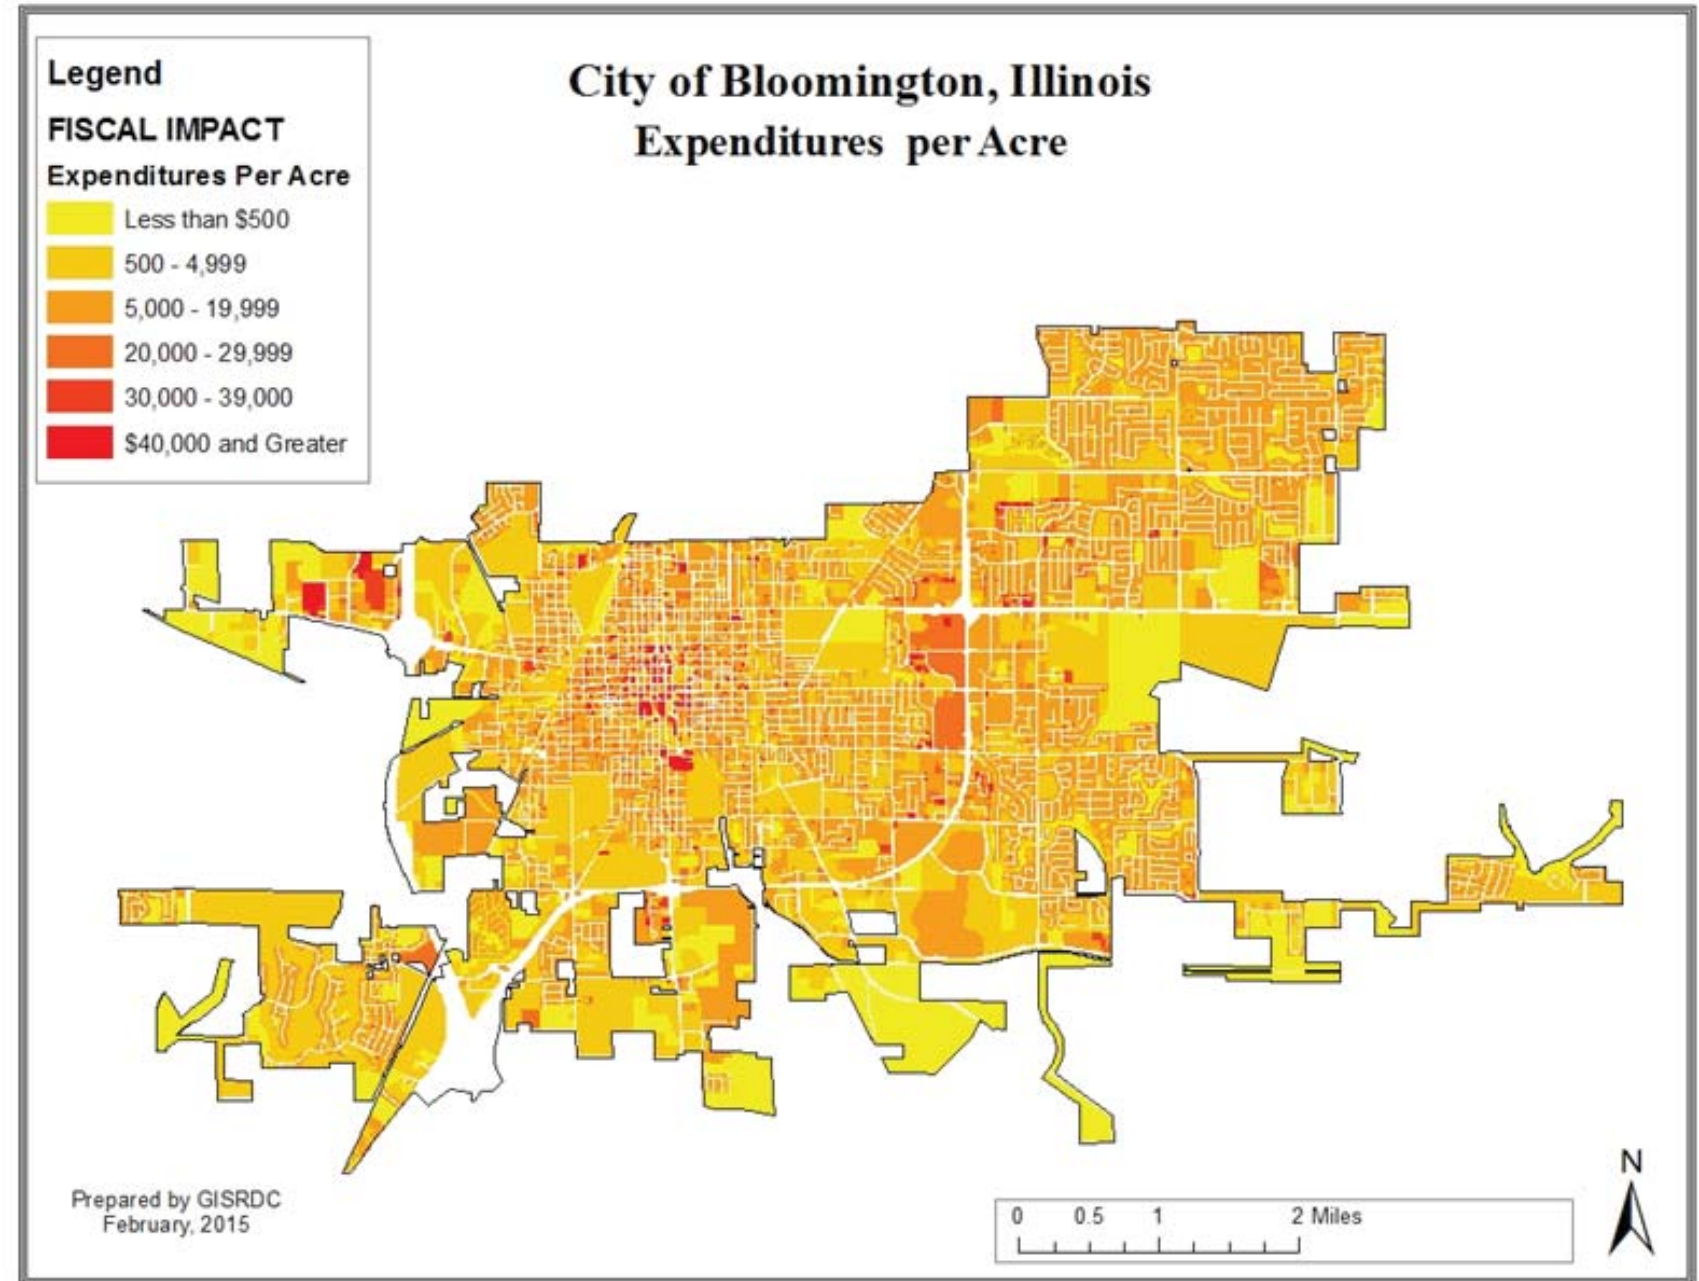 Legend
FISCAL IMPACT
Expenditures Per Acre
Less than $500
500 - 4,999
5,000 - 19,999
20,000 - 29,999
30,000 - 39,000
$40,000 and Greater
City of Bloomington, Illinois
Expenditures per Acre
Prepared by GISRDC
February, 2015
0 0.5 1 2 Miles
N